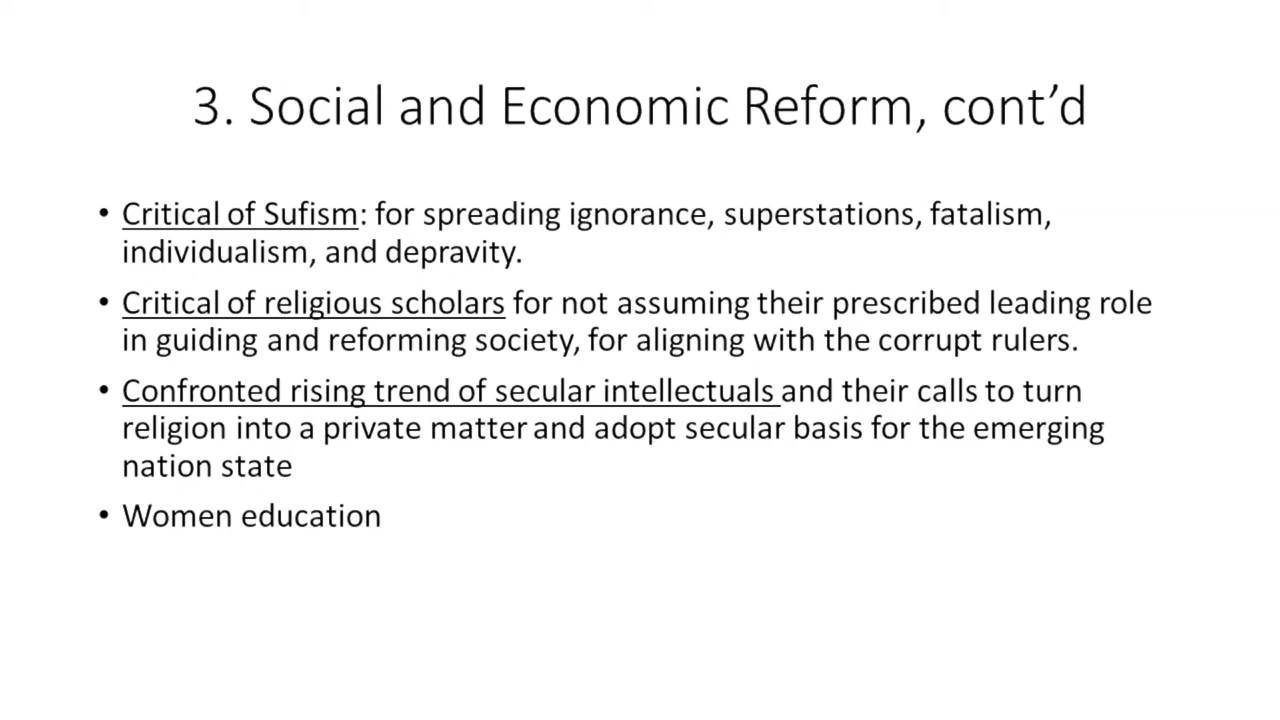 3. Social and Economic Reform, cont’d
• Critical of Sufism: for spreading ignorance, superstations, fatalism,
individualism, and depravity.
• Critical of religious scholars for not assuming their prescribed leading role
in guiding and reforming society, for aligning with the corrupt rulers.
• Confronted rising trend of secular intellectuals and their calls to turn
religion into a private matter and adopt secular basis for the emerging
nation state
• Women education